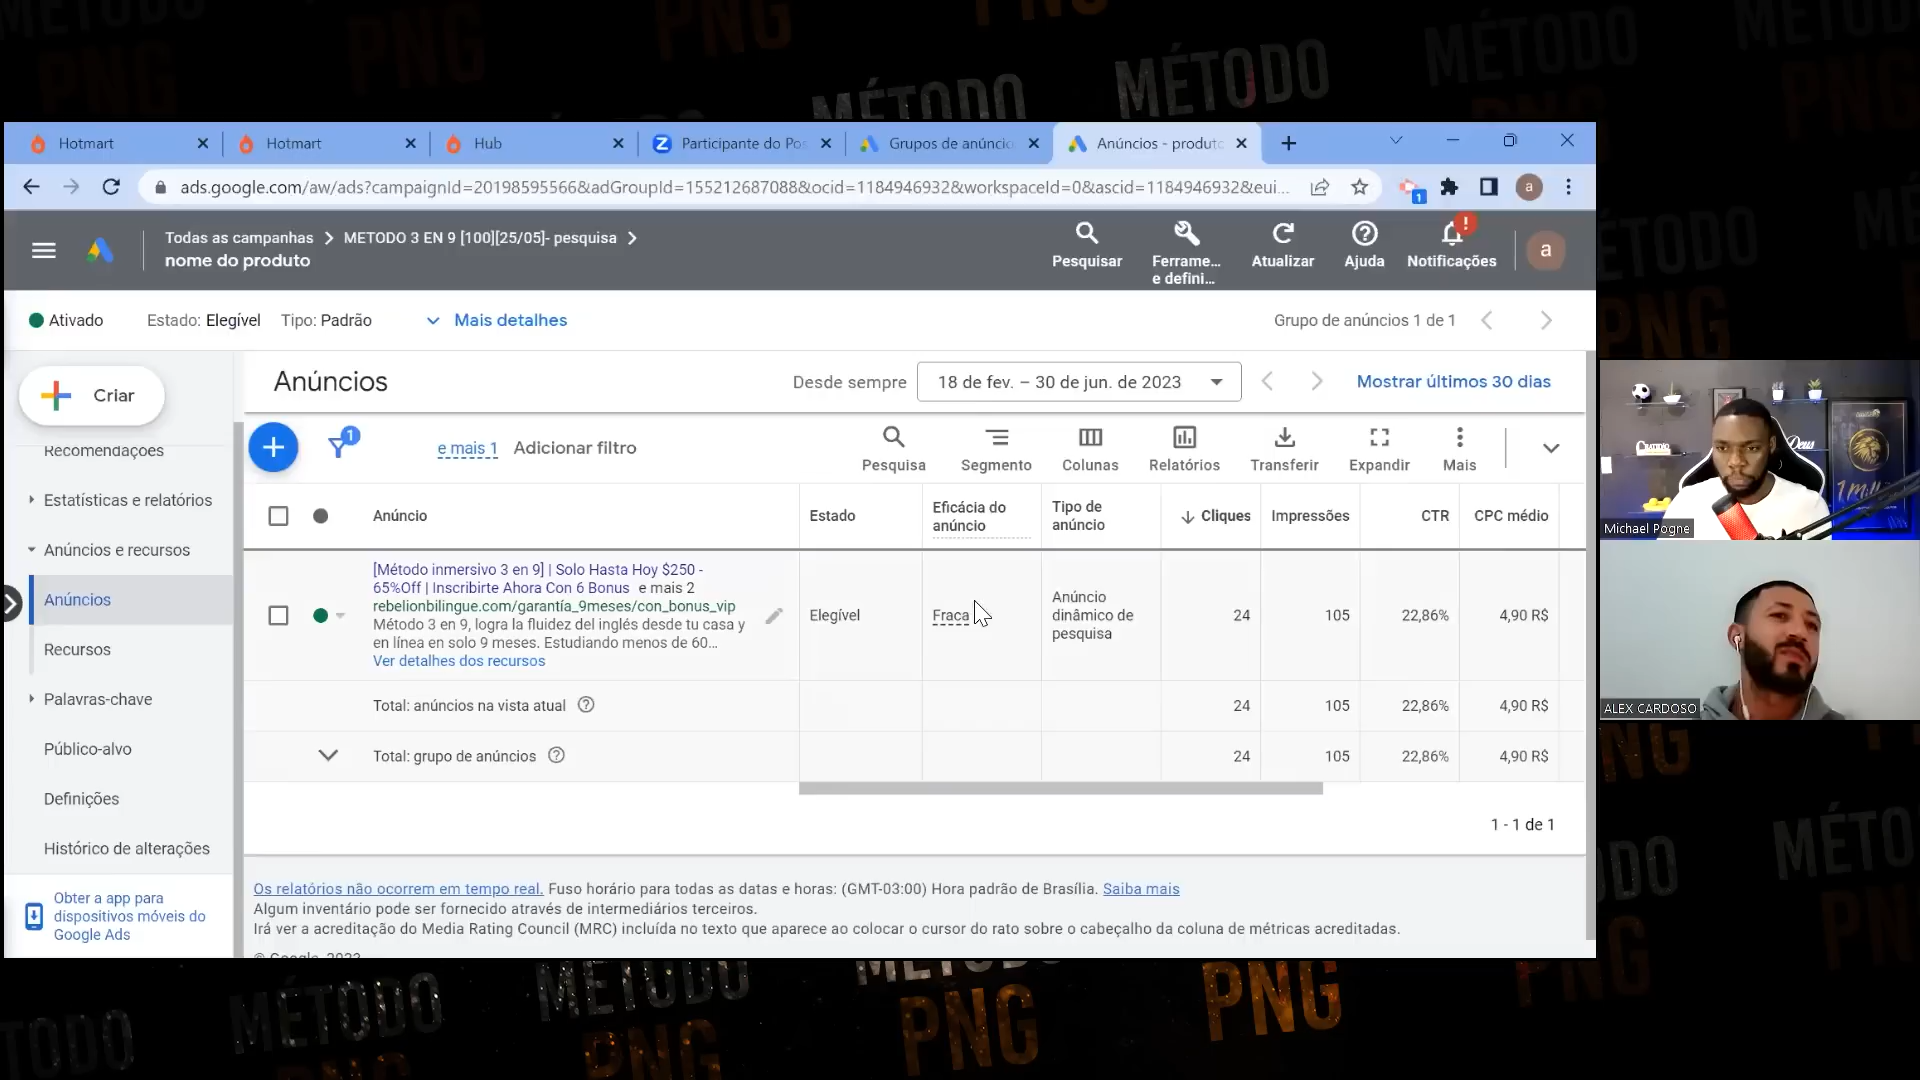 MÉTODO
PNG
Hotmart
Hotmart
Hub
Participante do Pos
Grupos de anúncio
Anúncios - produto
ads.google.com/aw/ads?campaignId=20198595566&adGroupId=155212687088&ocid=1184946932&workspaceId=0&ascid=1184946932&eui...
1
a
Todas as campanhas > METODO 3 EN 9 [100][25/05]- pesquisa >
nome do produto
Pesquisar
Ferrame...
e defini...
Atualizar
Ajuda
Notificações
a
Ativado
Estado: Elegível
Tipo: Padrão
Mais detalhes
Grupo de anúncios 1 de 1
Criar
Recomendações
Estatísticas e relatórios
Anúncios e recursos
Anúncios
Recursos
Palavras-chave
Público-alvo
Definições
Histórico de alterações
Obter a app para
dispositivos móveis do
Google Ads
Anúncios
Desde sempre
18 de fev. – 30 de jun. de 2023
Mostrar últimos 30 dias
1
e mais 1
Adicionar filtro
Pesquisa
Segmento
Colunas
Relatórios
Transferir
Expandir
Mais
Anúncio
Estado
Eficácia do
anúncio
Tipo de
anúncio
Cliques
Impressões
CTR
CPC médio
[Método inmersivo 3 en 9] | Solo Hasta Hoy $250 -
65%Off | Inscribirte Ahora Con 6 Bonus e mais 2
rebelionbilingue.com/garantía_9meses/con_bonus_vip
Método 3 en 9, logra la fluidez del inglés desde tu casa y
en línea en solo 9 meses. Estudiando menos de 60...
Ver detalhes dos recursos
Elegível
Fraca
Anúncio
dinâmico de
pesquisa
24
105
22,86%
4,90 R$
Total: anúncios na vista atual
24
105
22,86%
4,90 R$
Total: grupo de anúncios
24
105
22,86%
4,90 R$
1 - 1 de 1
Os relatórios não ocorrem em tempo real. Fuso horário para todas as datas e horas: (GMT-03:00) Hora padrão de Brasília. Saiba mais
Algum inventário pode ser fornecido através de intermediários terceiros.
Irá ver a acreditação do Media Rating Council (MRC) incluída no texto que aparece ao colocar o cursor do rato sobre o cabeçalho da coluna de métricas acreditadas.
© Google, 2023
Deus
Michael Pogne
ALEX CARDOSO
MÉTODO
PNG